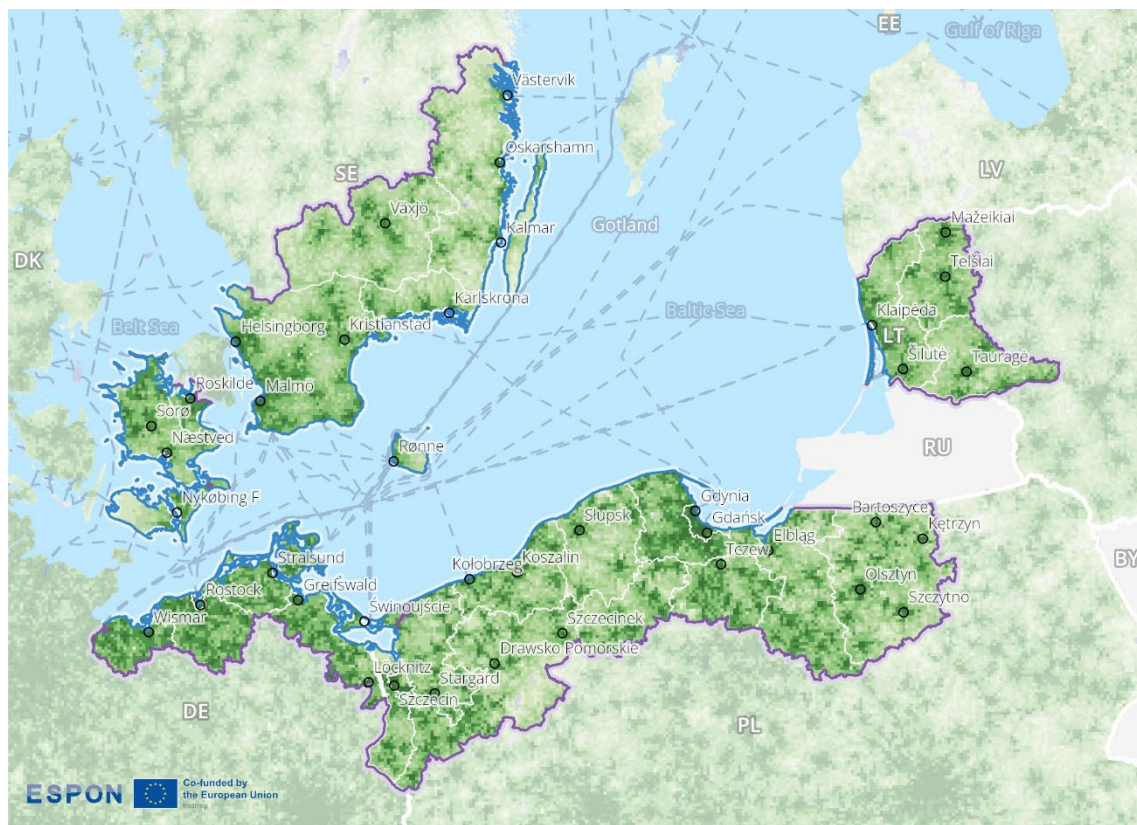 EE
Gulf of Riga
Västervik
Oskarshamn
SE
LV
Växjö
Gotland
Mažeikiai
Kalmar
DK
Telšiai
Karlskrona
Baltic Sea
Klaipėda
Belt Sea
Helsingborg
Kristianstad
LT
Šilutė
Tauragė
Roskilde
Malmö
Sorø
Næstved
Rønne
RU
Nykøbing F
Gdynia
Bartoszyce
Słupsk
Gdańsk
Kętrzyn
Elbląg
Tczew
Stralsund
Kołobrzeg
Koszalin
BY
Rostock
Greifswald
Olsztyn
Świnoujście
Szczytno
Wismar
Szczecinek
Drawsko Pomorskie
Löcknitz
Stargard
Szczecin
DE
PL
ESPON
Co-funded by
the European Union
Interreg